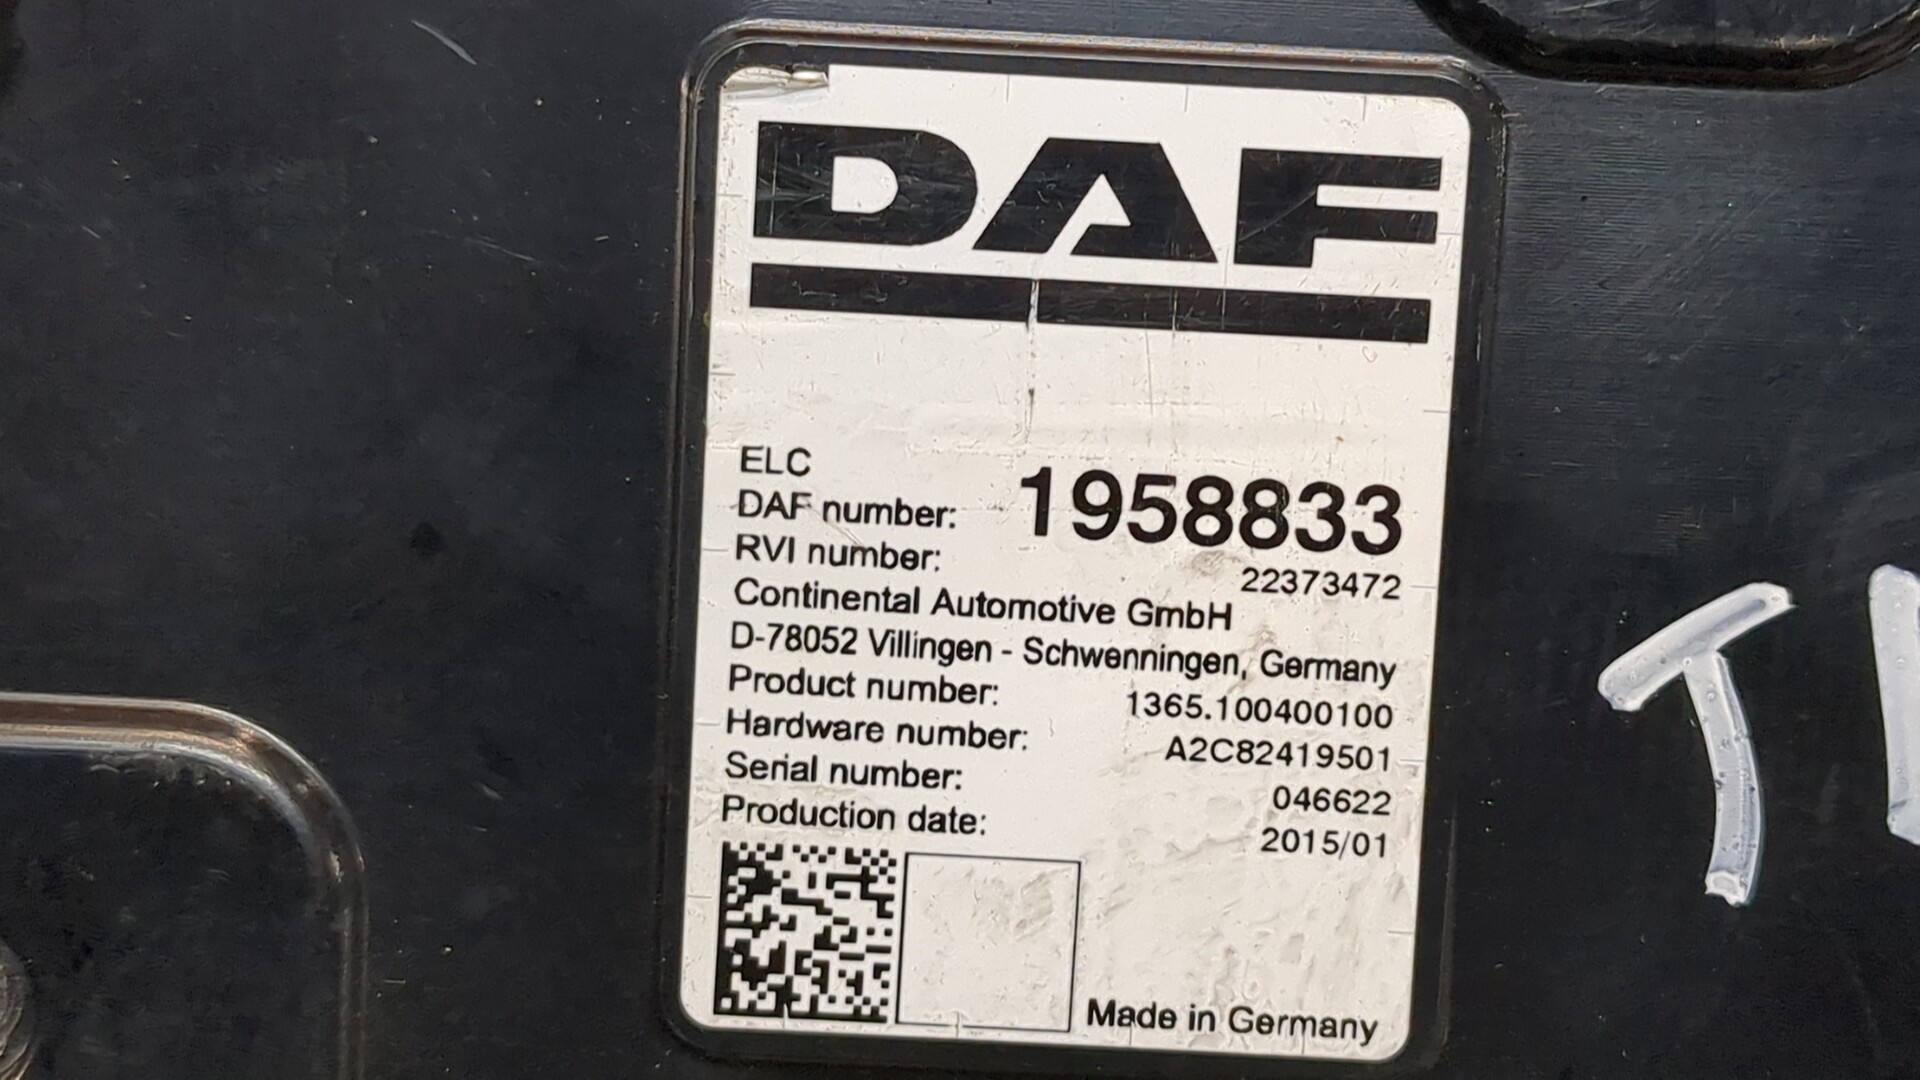 DAF
ELC
DAF number: 1958833
RVI number: 22373472
Continental Automotive GmbH
D-78052 Villingen - Schwenningen, Germany
Product number: 1365.100400100
Hardware number: A2C82419501
Serial number: 046622
Production date: 2015/01
Made in Germany
T